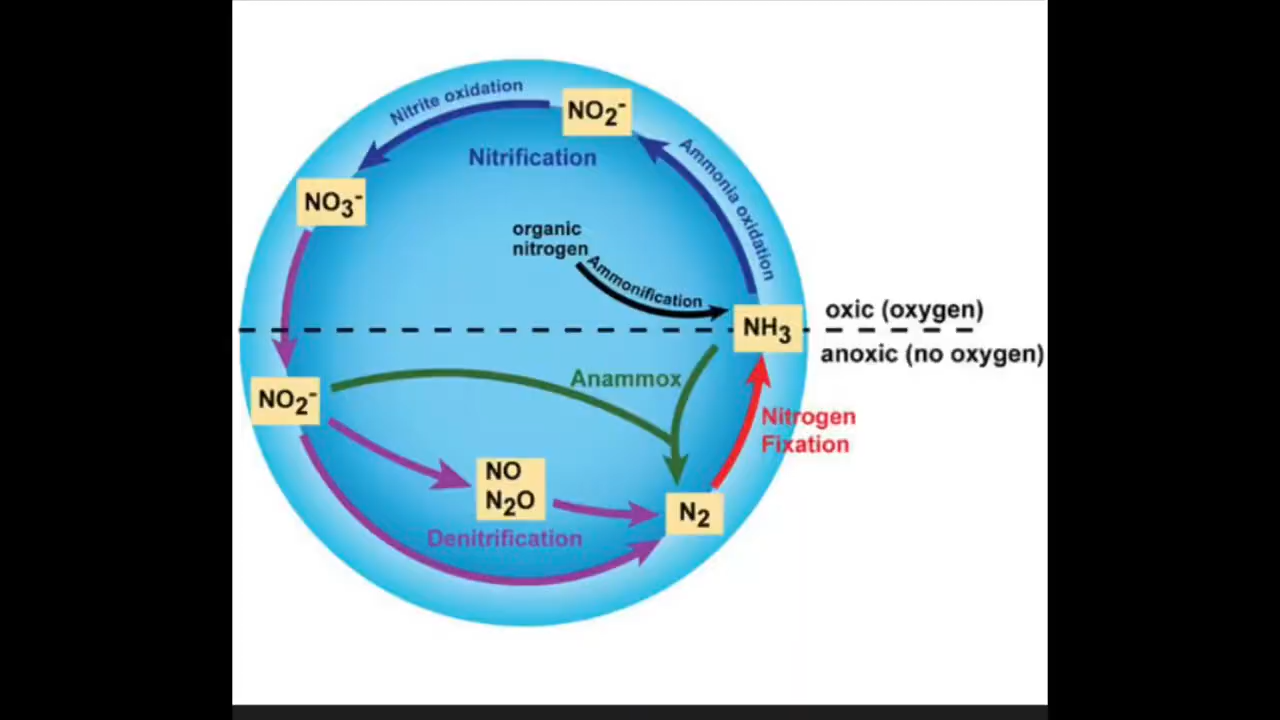 Nitrite oxidation
NO2-
Nitrification
Ammonia oxidation
NO3-
organic
nitrogen
Ammonification
NH3
oxic (oxygen)
anoxic (no oxygen)
NO2-
Anammox
Nitrogen
Fixation
NO
N2O
N2
Denitrification